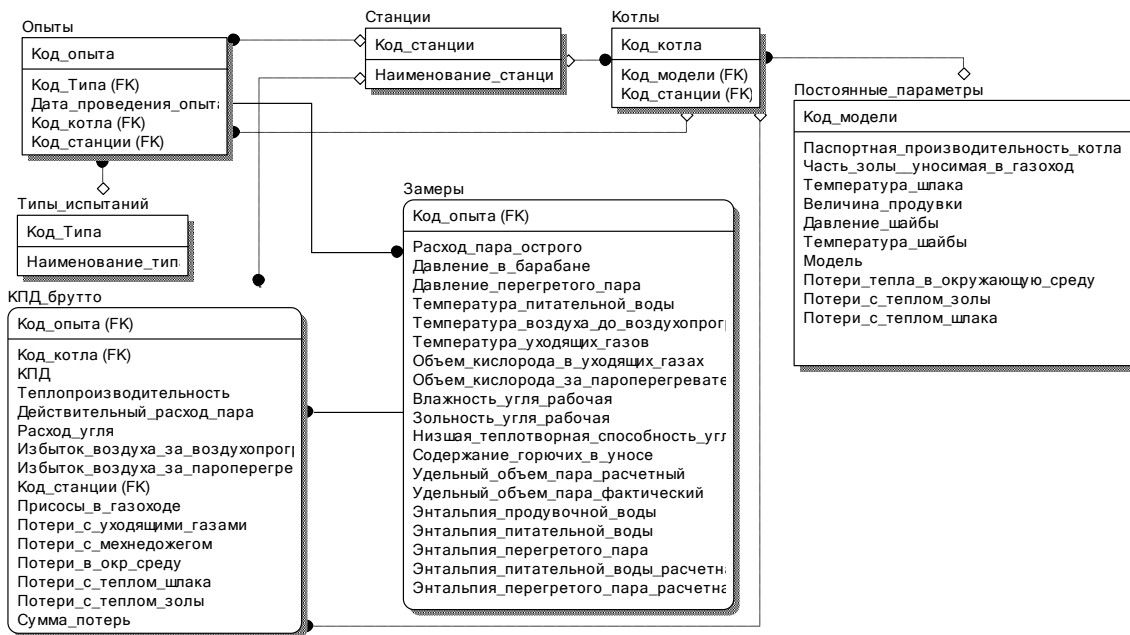 Опыты
Код_опыта
Код_Типа (FK)
Дата_проведения_опыта
Код_котла (FK)
Код_станции (FK)
Станции
Код_станции
Наименование_станци
Котлы
Код_котла
Код_модели (FK)
Код_станции (FK)
Постоянные_параметры
Код_модели
Паспортная_производительность_котла
Часть_золы__уносимая_в_газоход
Температура_шлака
Величина_продувки
Давление_шайбы
Температура_шайбы
Модель
Потери_тепла_в_окружающую_среду
Потери_с_теплом_золы
Потери_с_теплом_шлака
Типы_испытаний
Код_Типа
Наименование_типа
Замеры
Код_опыта (FK)
Расход_пара_острого
Давление_в_барабане
Давление_перегретого_пара
Температура_питательной_воды
Температура_воздуха_до_воздухопрог
Температура_уходящих_газов
Объем_кислорода_в_уходящих_газах
Объем_кислорода_за_пароперегревате
Влажность_угля_рабочая
Зольность_угля_рабочая
Низшая_теплотворная_способность_угл
Содержание_горючих_в_уносе
Удельный_объем_пара_расчетный
Удельный_объем_пара_фактический
Энтальпия_продувочной_воды
Энтальпия_питательной_воды
Энтальпия_перегретого_пара
Энтальпия_питательной_воды_расчетна
Энтальпия_перегретого_пара_расчетна
КПД_брутто
Код_опыта (FK)
Код_котла (FK)
КПД
Теплопроизводительность
Действительный_расход_пара
Расход_угля
Избыток_воздуха_за_воздухопрог
Избыток_воздуха_за_пароперегре
Код_станции (FK)
Присосы_в_газоходе
Потери_с_уходящими_газами
Потери_с_мехнедожегом
Потери_в_окр_среду
Потери_с_теплом_шлака
Потери_с_теплом_золы
Сумма_потерь